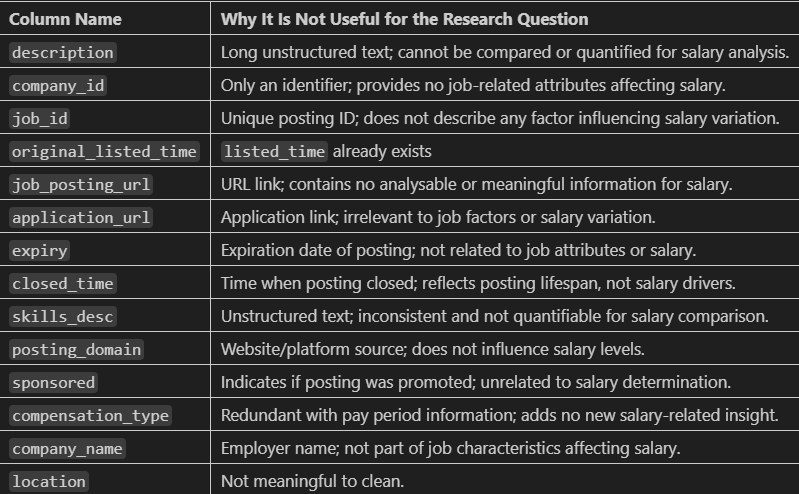 Column Name Why It Is Not Useful for the Research Question
description Long unstructured text; cannot be compared or quantified for salary analysis.
company_id Only an identifier; provides no job-related attributes affecting salary.
job_id Unique posting ID; does not describe any factor influencing salary variation.
original_listed_time listed_time already exists
job_posting_url URL link; contains no analysable or meaningful information for salary.
application_url Application link; irrelevant to job factors or salary variation.
expiry Expiration date of posting; not related to job attributes or salary.
closed_time Time when posting closed; reflects posting lifespan, not salary drivers.
skills_desc Unstructured text; inconsistent and not quantifiable for salary comparison.
posting_domain Website/platform source; does not influence salary levels.
sponsored Indicates if posting was promoted; unrelated to salary determination.
compensation_type Redundant with pay period information; adds no new salary-related insight.
company_name Employer name; not part of job characteristics affecting salary.
location Not meaningful to clean.